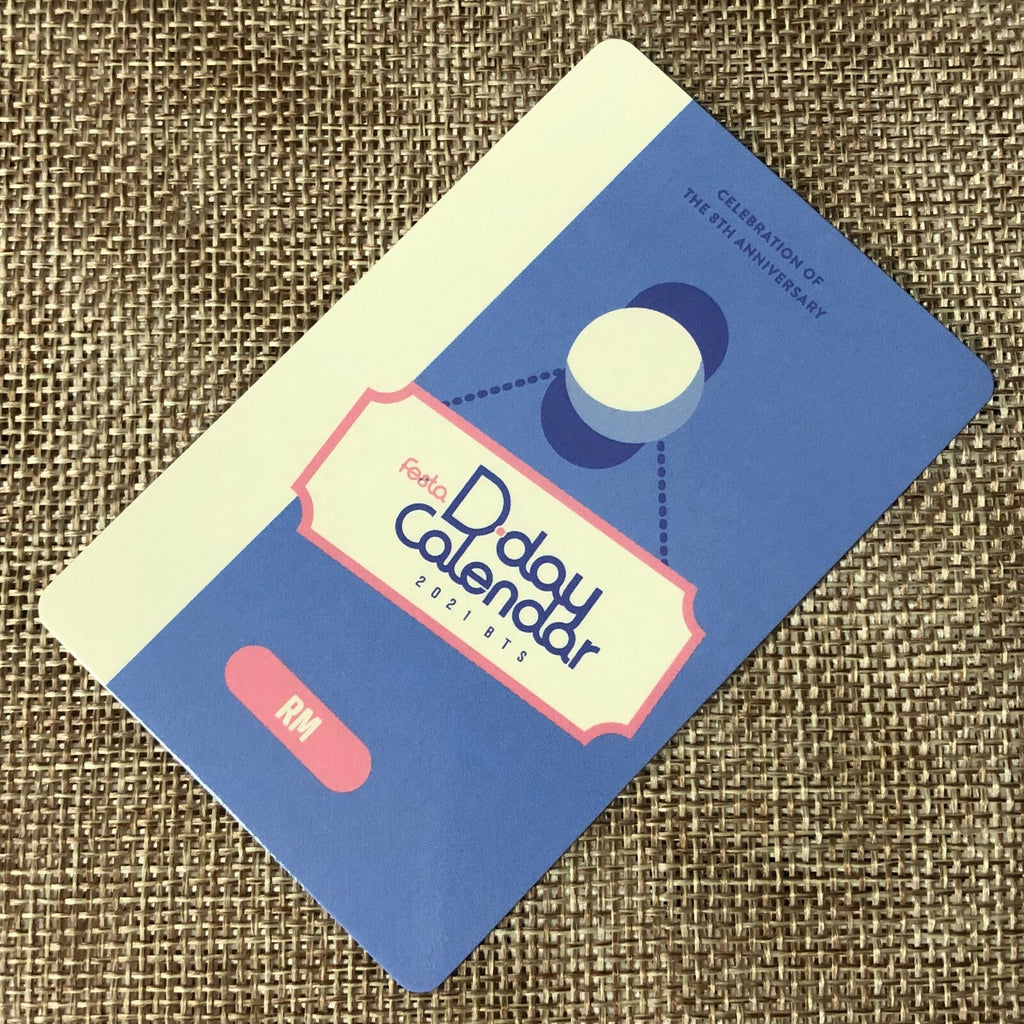 CELEBRATION OF
THE 8TH ANNIVERSARY
festa
D-day
Calendar
2021 BTS
RM